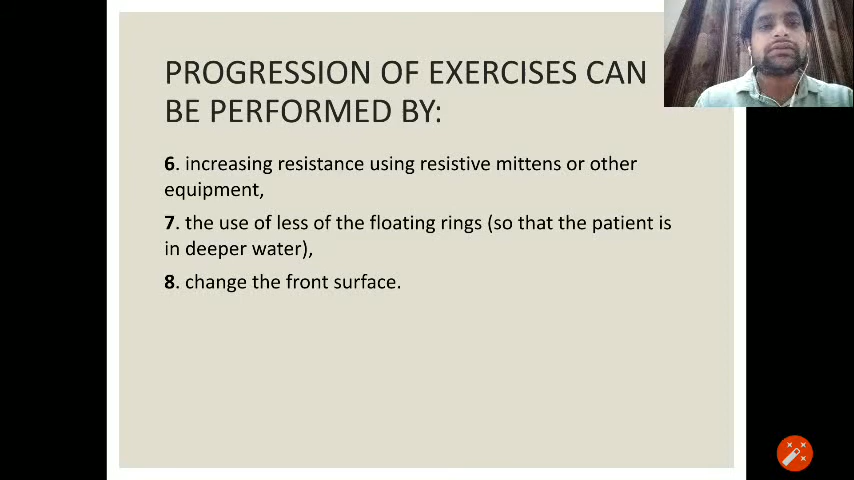 PROGRESSION OF EXERCISES CAN
BE PERFORMED BY:
6. increasing resistance using resistive mittens or other
equipment,
7. the use of less of the floating rings (so that the patient is
in deeper water),
8. change the front surface.